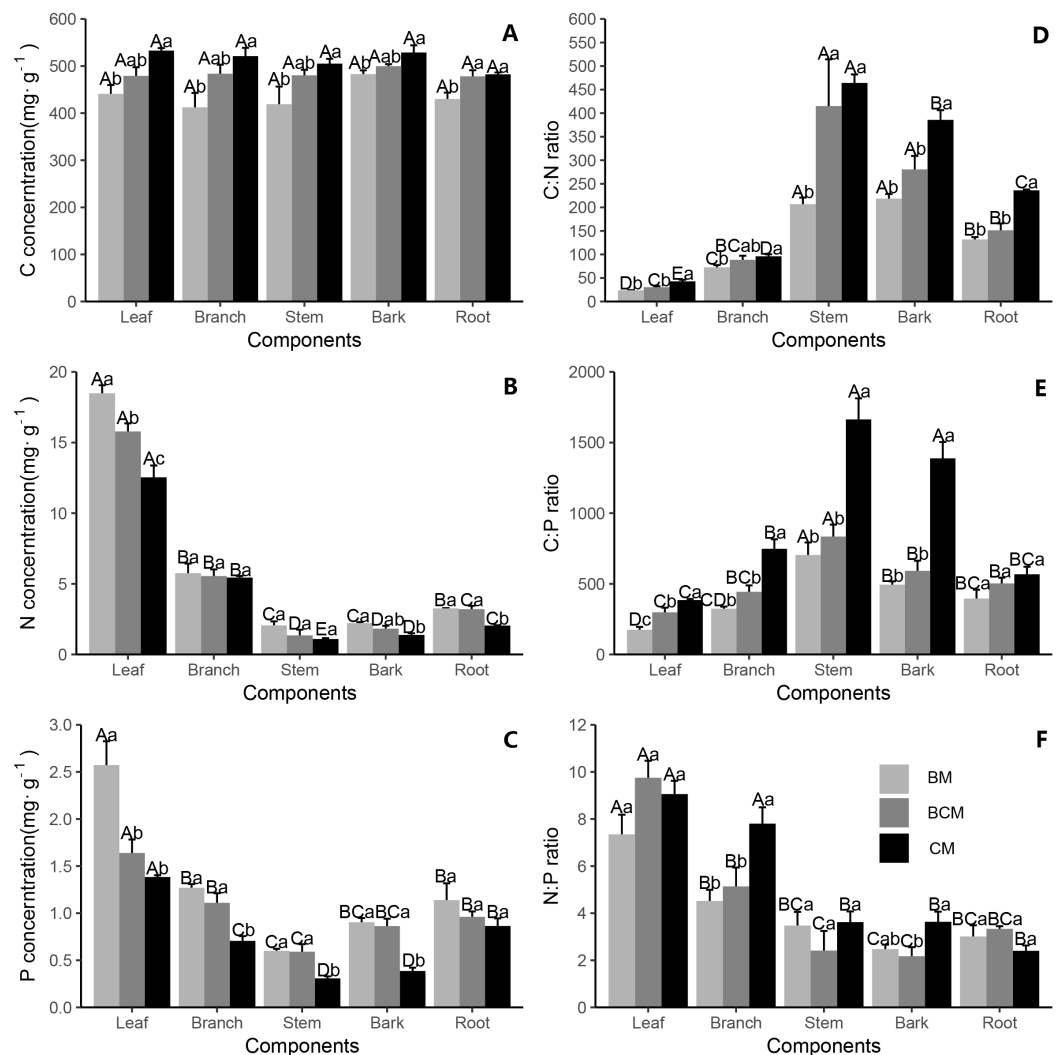 A
C concerntration(mg· g⁻¹ )
600
500
400
300
200
100
0
Ab Aab Aa
Ab Aab Aa
Ab Aab Aa
Ab Aab Aa
Ab Aa Aa
Leaf Branch Stem Bark Root
Components
D
C:N ratio
600
550
500
450
400
350
300
250
200
150
100
50
0
Db Cb Ea
Cb BCab Da
Ab Aa Aa
Ab Ab Ba
Bb Bb Ca
Leaf Branch Stem Bark Root
Components
B
N concerntration(mg· g⁻¹ )
20
15
10
5
0
Aa Ab Ac
Ba Ba Ba
Ca Da Ea
Ca Dab Db
Ba Ca Cb
Leaf Branch Stem Bark Root
Components
E
C:P ratio
2000
1500
1000
500
0
Dc Cb Ca
CDb BCb Ba
Ab Ab Aa
Bb Bb Aa
BCa Ba BCa
Leaf Branch Stem Bark Root
Components
C
P concerntration(mg· g⁻¹ )
3.0
2.5
2.0
1.5
1.0
0.5
0.0
Aa Ab Ab
Ba Ba Cb
Ca Ca Db
BCa BCa Db
Ba Ba Ba
Leaf Branch Stem Bark Root
Components
F
N:P ratio
12
10
8
6
4
2
0
Aa Aa Aa
Bb Bb Aa
BCa Ca Ba
Cab Cb Ba
BCa BCa Ba
BM
BCM
CM
Leaf Branch Stem Bark Root
Components